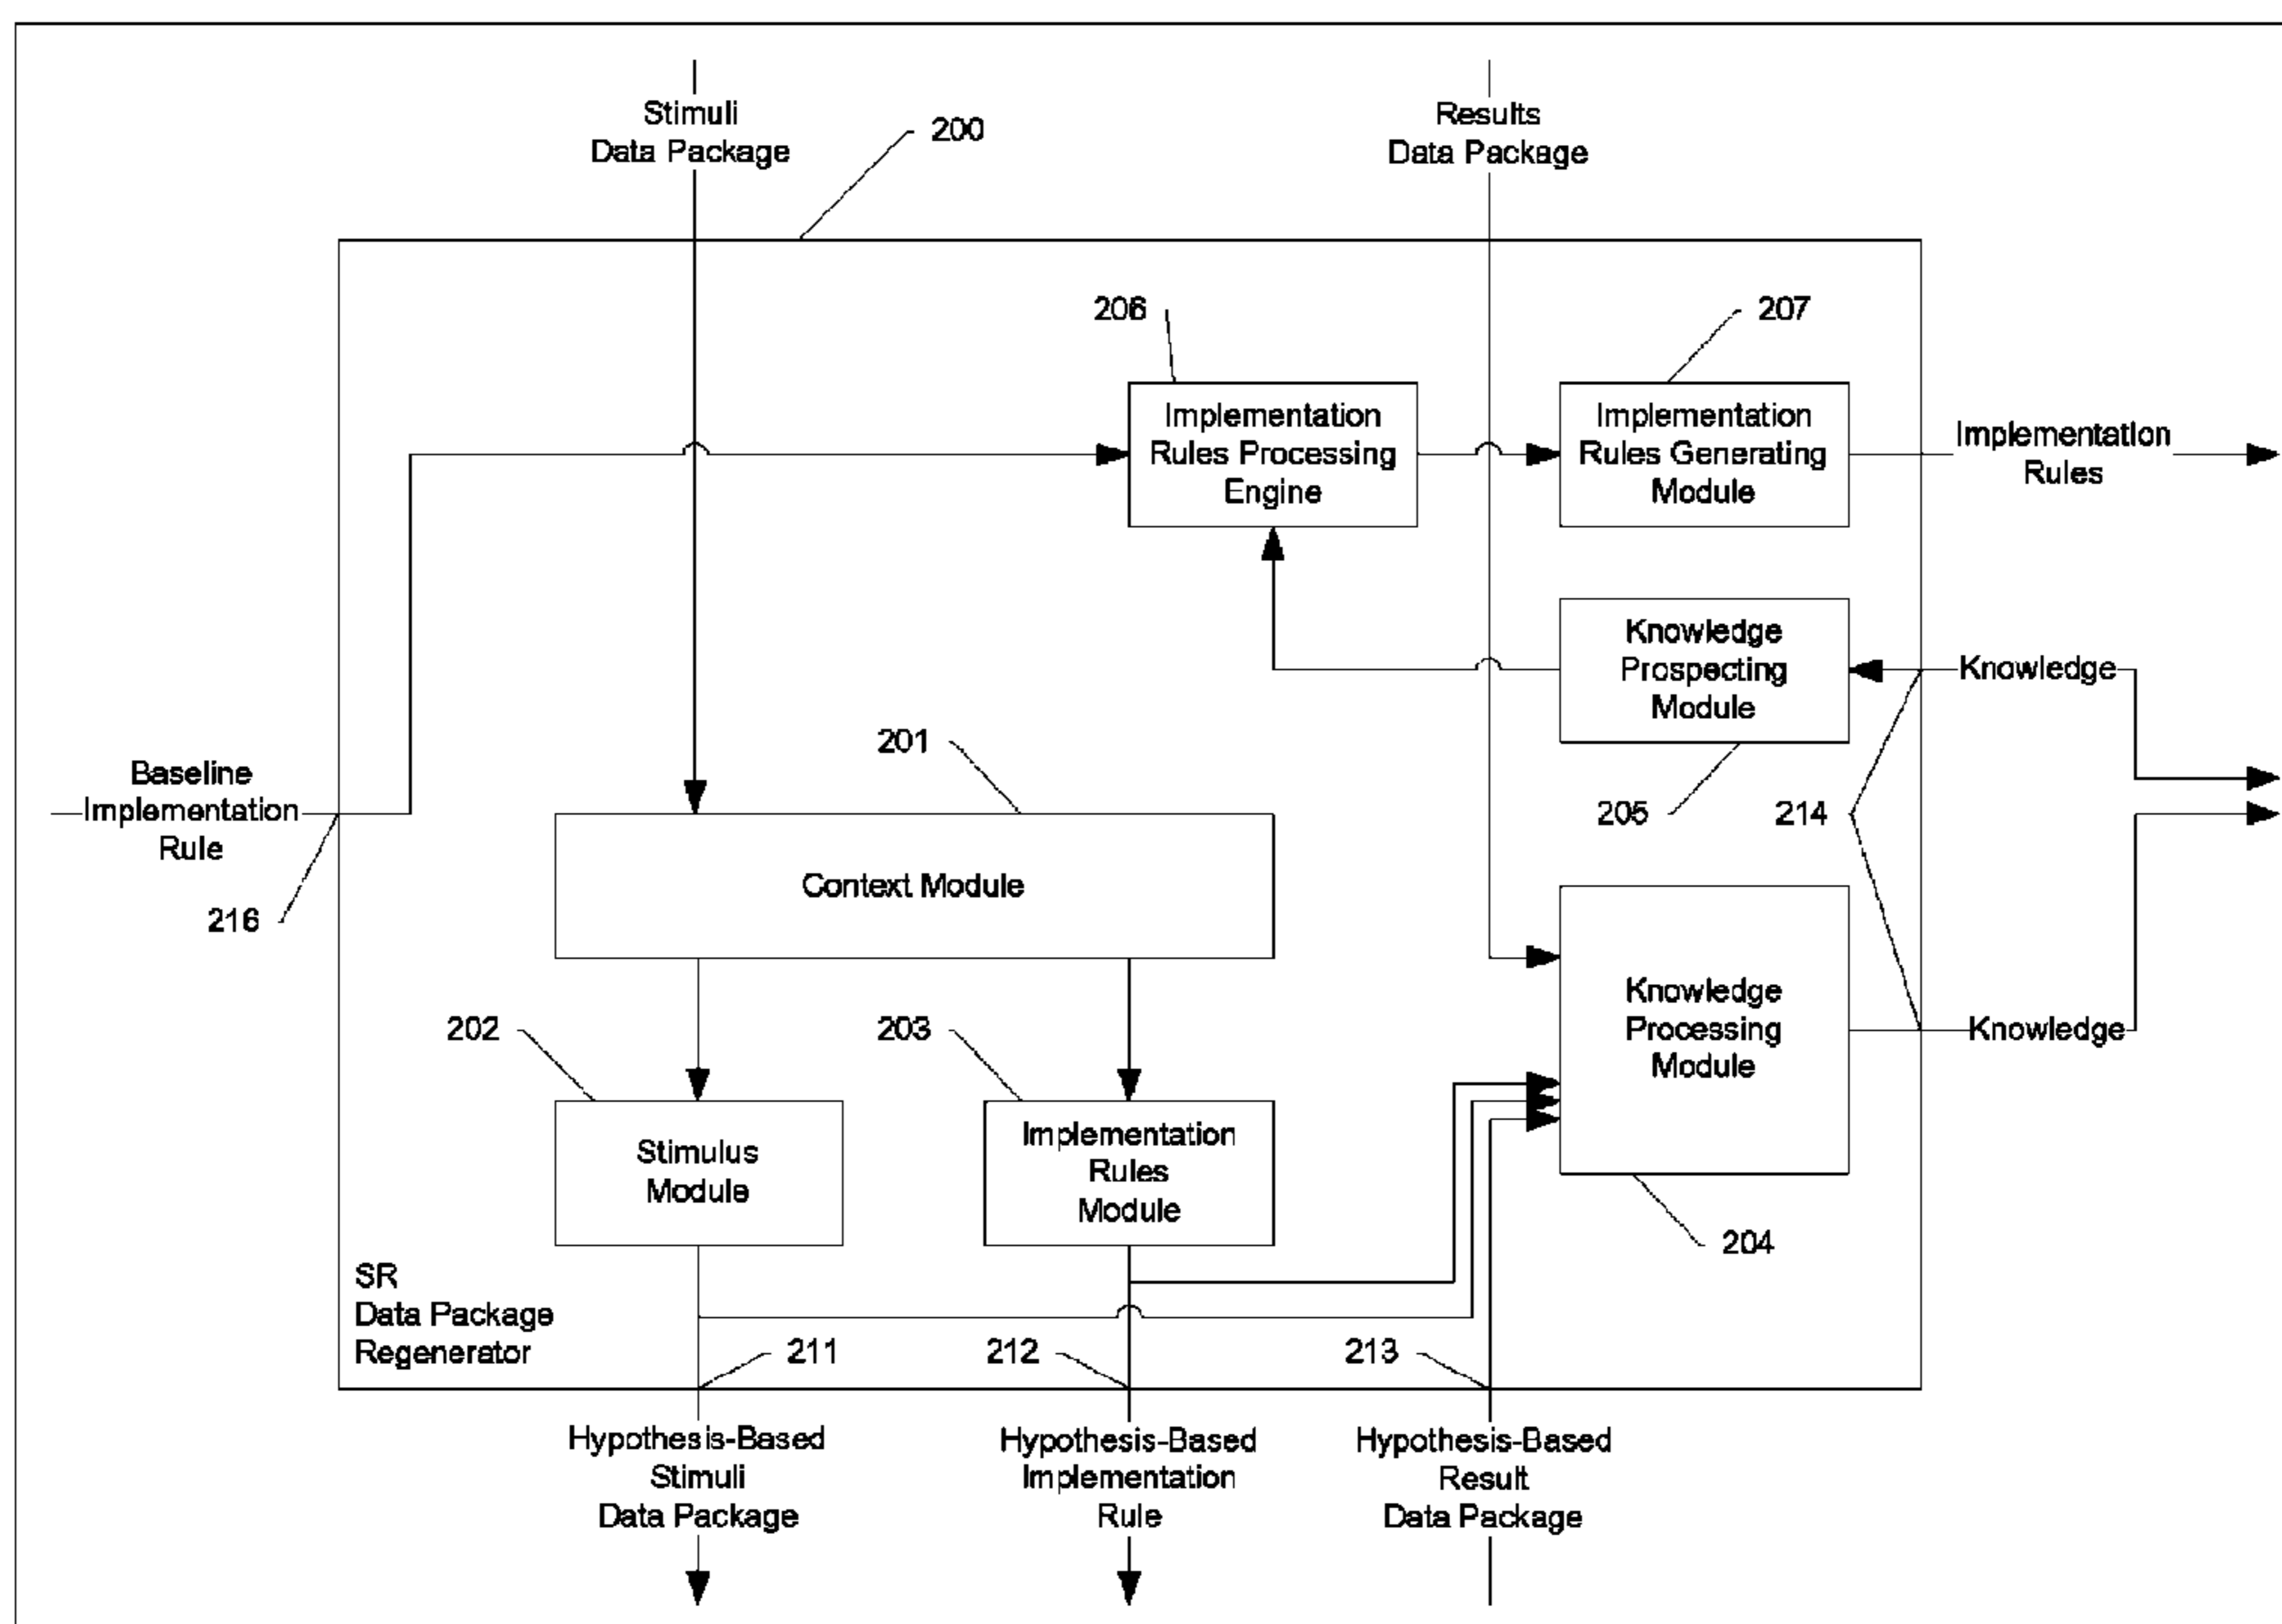 Stimuli
Data Package
200
Results
Data Package
206
207
Implementation
Rules Processing
Engine
Implementation
Rules Generating
Module
Implementation
Rules
Knowledge
Prospecting
Module
Knowledge
201
205
214
Baseline
Implementation
Rule
216
Context Module
Knowledge
Processing
Module
Knowledge
202
203
Stimulus
Module
Implementation
Rules
Module
204
SR
Data Package
Regenerator
211
212
213
Hypothesis-Based
Stimuli
Data Package
Hypothesis-Based
Implementation
Rule
Hypothesis-Based
Result
Data Package